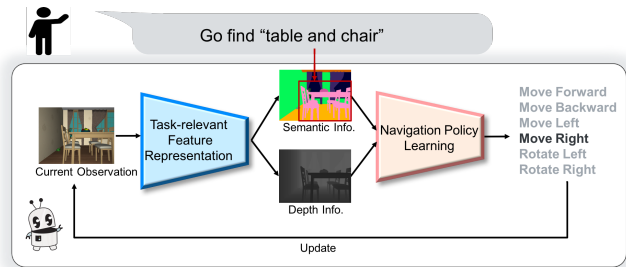 Go find “table and chair”
Task-relevant
Feature
Representation
Semantic Info.
Navigation Policy
Learning
Move Forward
Move Backward
Move Left
Move Right
Rotate Left
Rotate Right
Current Observation
Depth Info.
Update